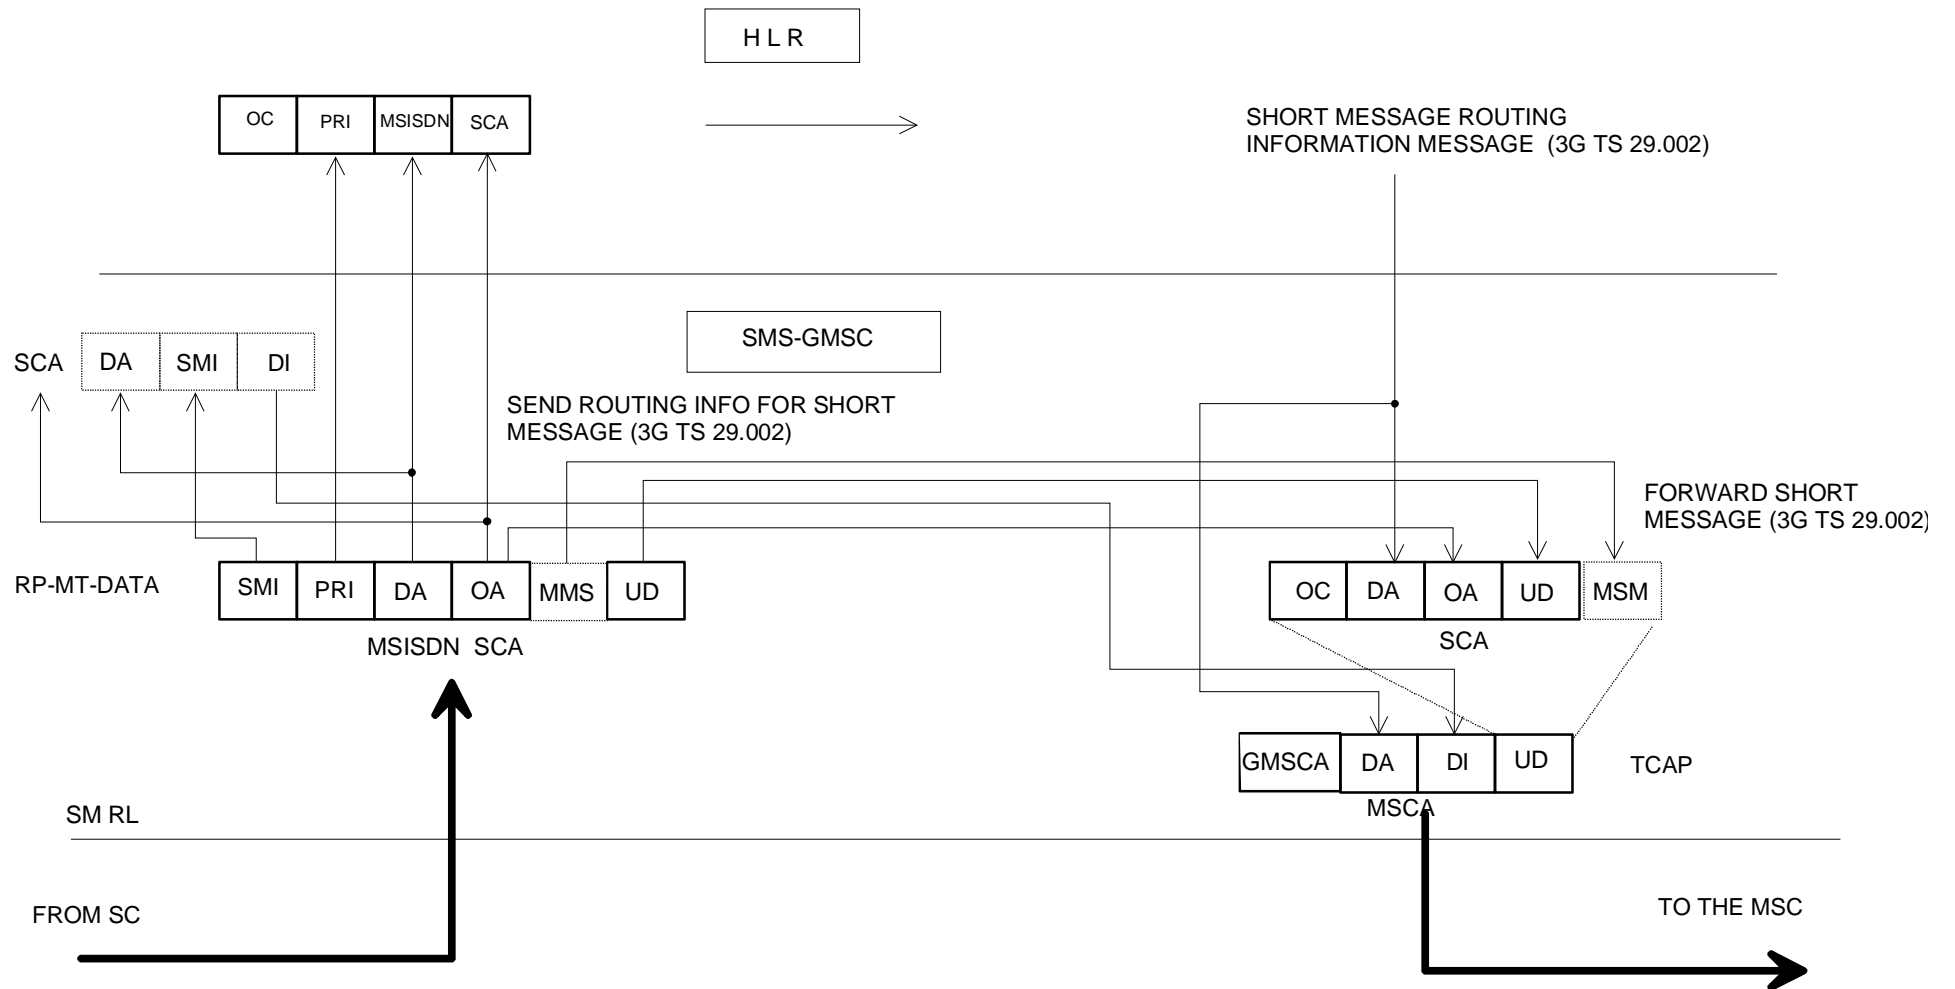 H L R
OC PRI MSISDN SCA
SHORT MESSAGE ROUTING
INFORMATION MESSAGE (3G TS 29.002)
SMS-GMSC
SCA DA SMI DI
SEND ROUTING INFO FOR SHORT
MESSAGE (3G TS 29.002)
FORWARD SHORT
MESSAGE (3G TS 29.002)
RP-MT-DATA SMI PRI DA OA MMS UD
MSISDN SCA
OC DA OA UD MSM
SCA
GMSCA DA DI UD TCAP
MSCA
SM RL
FROM SC
TO THE MSC